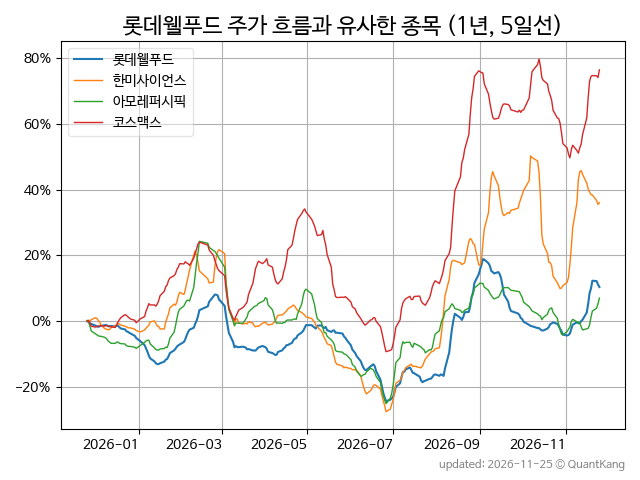 롯데웰푸드 주가 흐름과 유사한 종목 (1년, 5일선)
롯데웰푸드
한미사이언스
아모레퍼시픽
코스맥스
80%
60%
40%
20%
0%
−20%
2026-01 2026-03 2026-05 2026-07 2026-09 2026-11
updated: 2026-11-25 © QuantKang